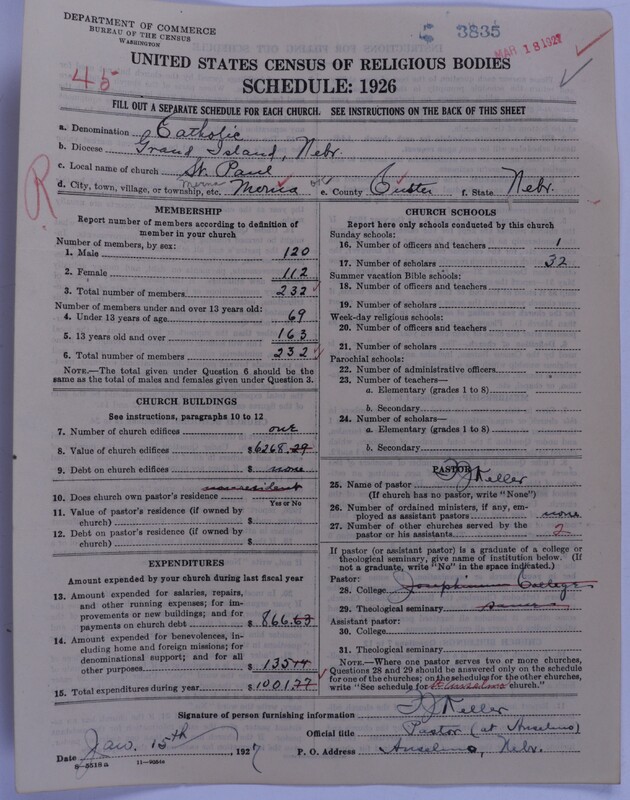 DEPARTMENT OF COMMERCE
BUREAU OF THE CENSUS
WASHINGTON
3835
MAR 18 1927
UNITED STATES CENSUS OF RELIGIOUS BODIES
45
SCHEDULE: 1926
FILL OUT A SEPARATE SCHEDULE FOR EACH CHURCH. SEE INSTRUCTIONS ON THE BACK OF THIS SHEET
a. Denomination Catholic
b. Diocese Grand Island, Nebr.
c. Local name of church St. Paul
R
d. City, town, village, or township, etc. Merna e. County Custer f. State Nebr.
MEMBERSHIP
Report number of members according to definition of member in your church
Number of members, by sex:
1. Male 120
2. Female 112
3. Total number of members 232
Number of members under and over 13 years old:
4. Under 13 years of age 69
5. 13 years old and over 163
6. Total number of members 232
NOTE.—The total given under Question 6 should be the
same as the total of males and females given under Question 3.
CHURCH BUILDINGS
See instructions, paragraphs 10 to 12
7. Number of church edifices one
8. Value of church edifices $6268.29
9. Debt on church edifices $ none
nonresident
10. Does church own pastor's residence
Yes or No
11. Value of pastor's residence (if owned by
church) $
12. Debt on pastor's residence (if owned by
church) $
EXPENDITURES
Amount expended by your church during last fiscal year
13. Amount expended for salaries, repairs,
and other running expenses; for im-
provements or new buildings; and for
payments on church debt $ 866.63
14. Amount expended for benevolences, in-
cluding home and foreign missions; for
denominational support; and for all
other purposes $ 135
15. Total expenditures during year $1001.77
CHURCH SCHOOLS
Report here only schools conducted by this church
Sunday schools:
16. Number of officers and teachers 1
17. Number of scholars 32
Summer vacation Bible schools:
18. Number of officers and teachers
19. Number of scholars
Week-day religious schools:
20. Number of officers and teachers
21. Number of scholars
Parochial schools:
22. Number of administrative officers
23. Number of teachers—
a. Elementary (grades 1 to 8)
b. Secondary
24. Number of scholars—
a. Elementary (grades 1 to 8)
b. Secondary
PASTOR
25. Name of pastor Keller
(If church has no pastor, write "None")
26. Number of ordained ministers, if any, em-
ployed as assistant pastors none
27. Number of other churches served by the
pastor or his assistants 2
If pastor (or assistant pastor) is a graduate of a college or
theological seminary, give name of institution below. (If
not a graduate, write "No" in the space indicated.)
Pastor:
28. College Josephinum College
29. Theological seminary same
Assistant pastor:
30. College
31. Theological seminary
NOTE.—Where one pastor serves two or more churches,
Questions 28 and 29 should be answered only on the schedule
for one of the churches; on the schedules for the other churches,
write "See schedule for church."
Signature of person furnishing information Keller
Official title Pastor (at Anselmo)
Date Jan. 15th, 1927 P. O. Address Anselmo, Nebr.
8—5518a 11—9054a